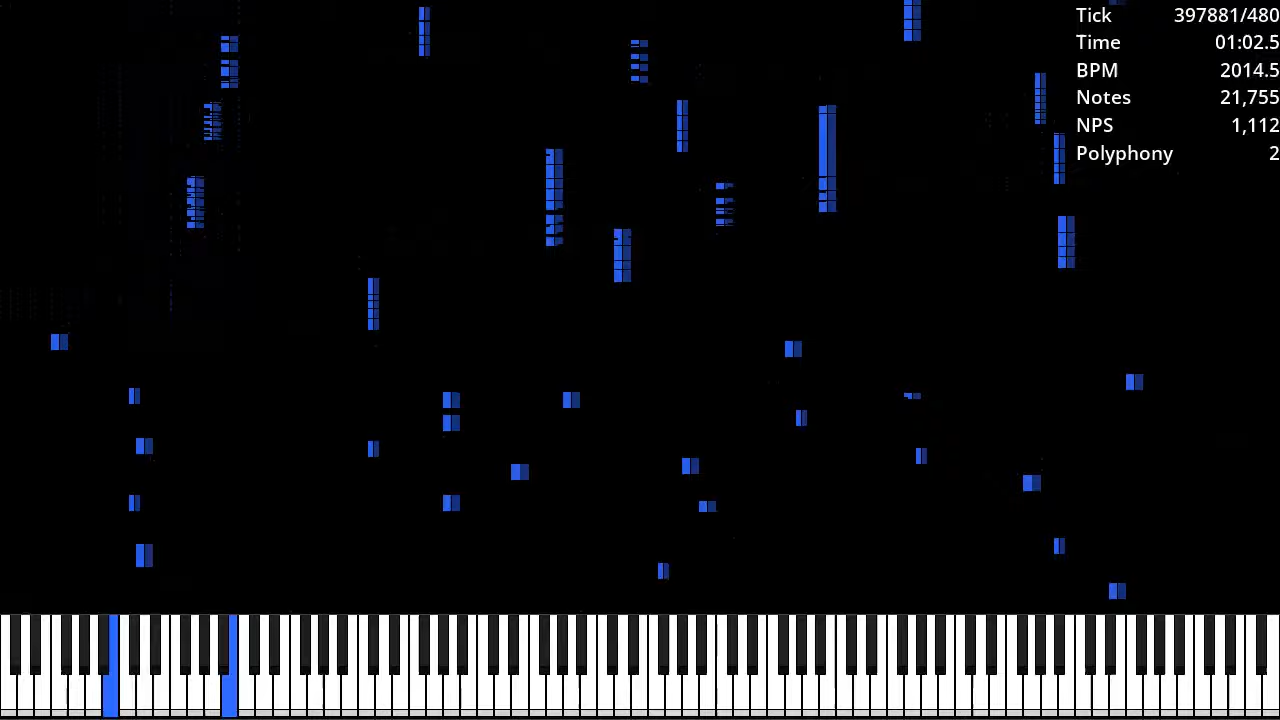 Tick 397881/480
Time 01:02.5
BPM 2014.5
Notes 21,755
NPS 1,112
Polyphony 2